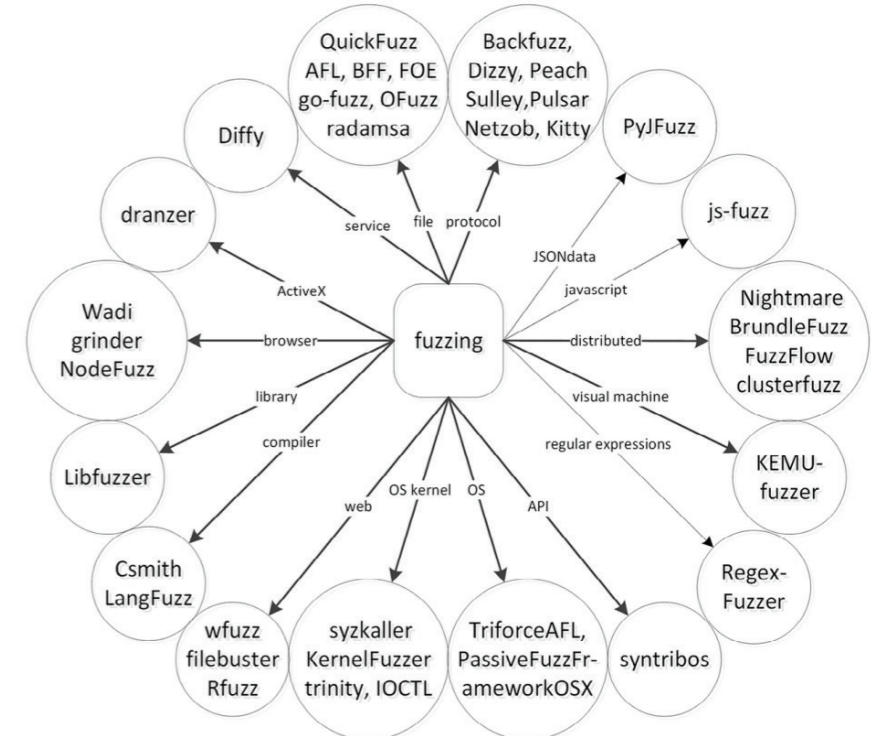 QuickFuzz
AFL, BFF, FOE
go-fuzz, OFuzz
radamsa
Backfuzz,
Dizzy, Peach
Sulley,Pulsar
Netzob, Kitty
PyJFuzz
Diffy
js-fuzz
dranzer
service
file
protocol
JSONdata
javascript
ActiveX
Wadi
grinder
NodeFuzz
browser
fuzzing
distributed
Nightmare
BrundleFuzz
FuzzFlow
clusterfuzz
library
visual machine
compiler
regular expressions
Libfuzzer
KEMU-
fuzzer
web
OS kernel
OS
API
Csmith
LangFuzz
Regex-
Fuzzer
wfuzz
filebuster
Rfuzz
syzkaller
KernelFuzzer
trinity, IOCTL
TriforceAFL,
PassiveFuzzFr-
ameworkOSX
syntribos